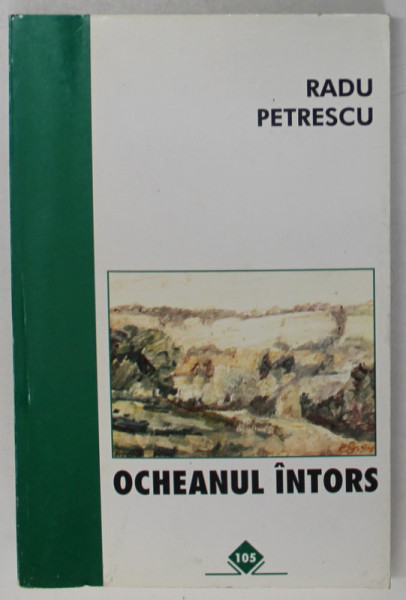 RADU
PETRESCU
OCHEANUL ÎNTORS
105